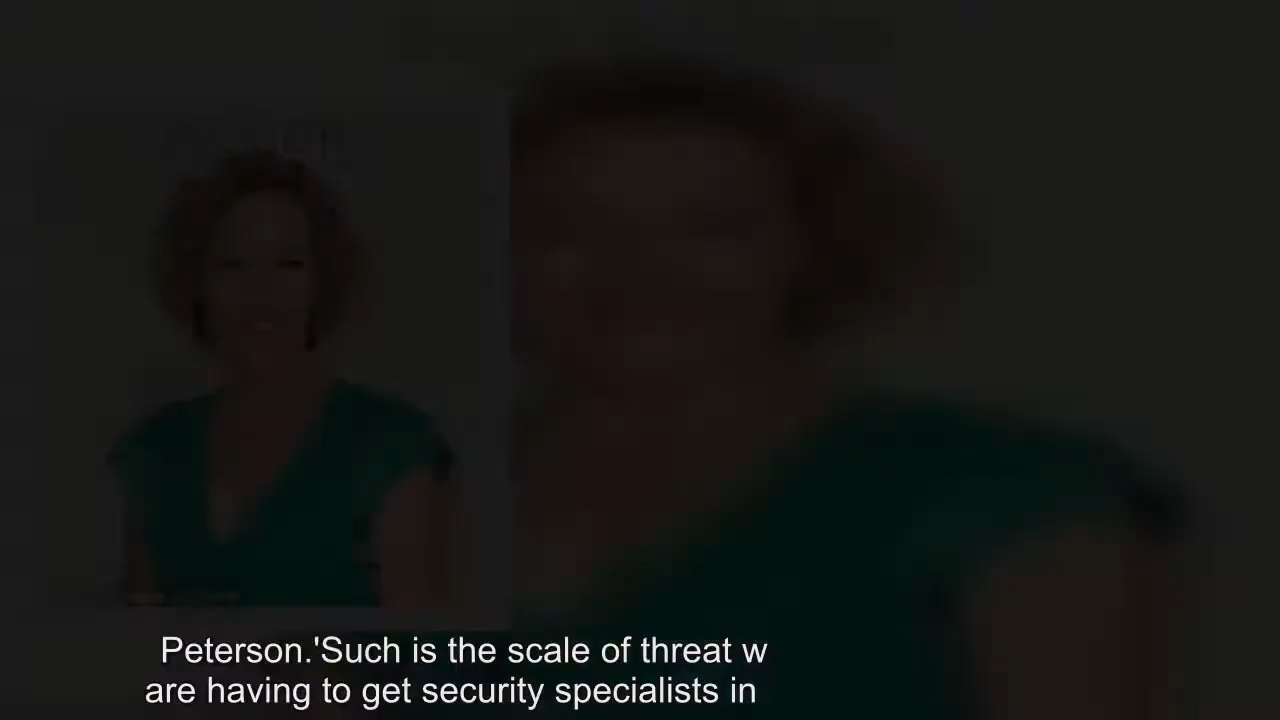 Peterson.'Such is the scale of threat w
are having to get security specialists in